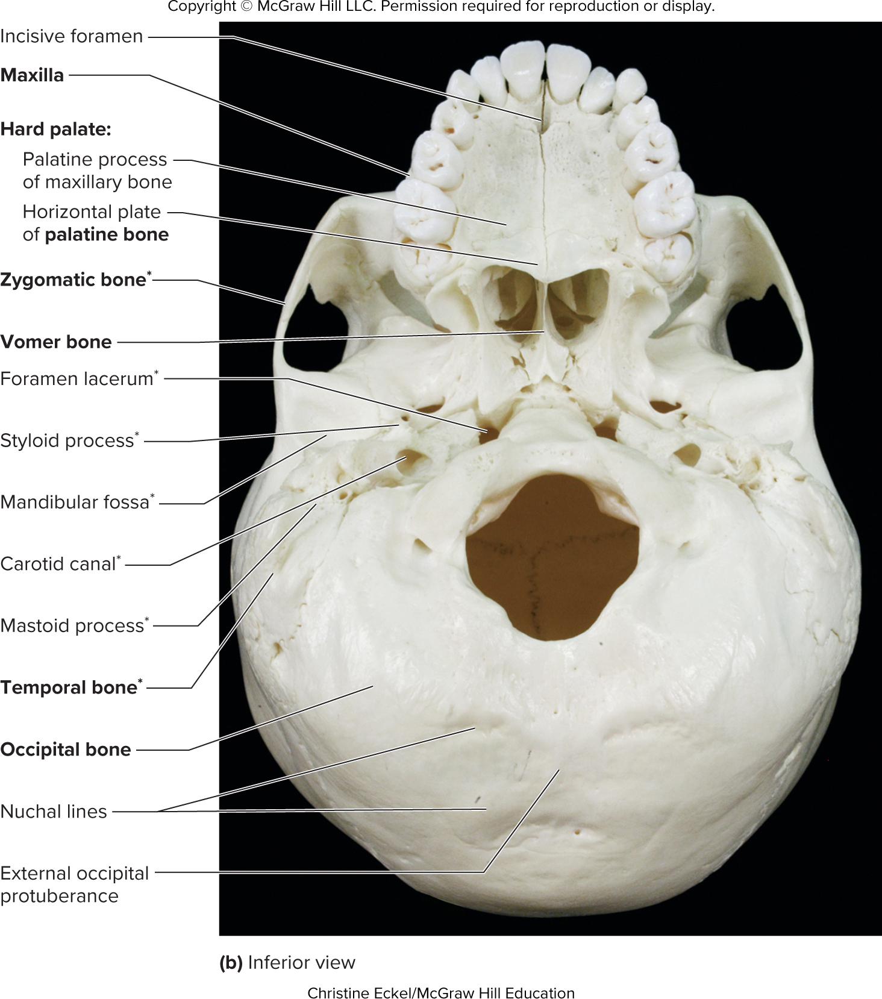 Copyright © McGraw Hill LLC. Permission required for reproduction or display.
Incisive foramen
Maxilla
Hard palate:
Palatine process
of maxillary bone
Horizontal plate
of palatine bone
Zygomatic bone*
Vomer bone
Foramen lacerum*
Styloid process*
Mandibular fossa*
Carotid canal*
Mastoid process*
Temporal bone*
Occipital bone
Nuchal lines
External occipital
protuberance
(b) Inferior view
Christine Eckel/McGraw Hill Education